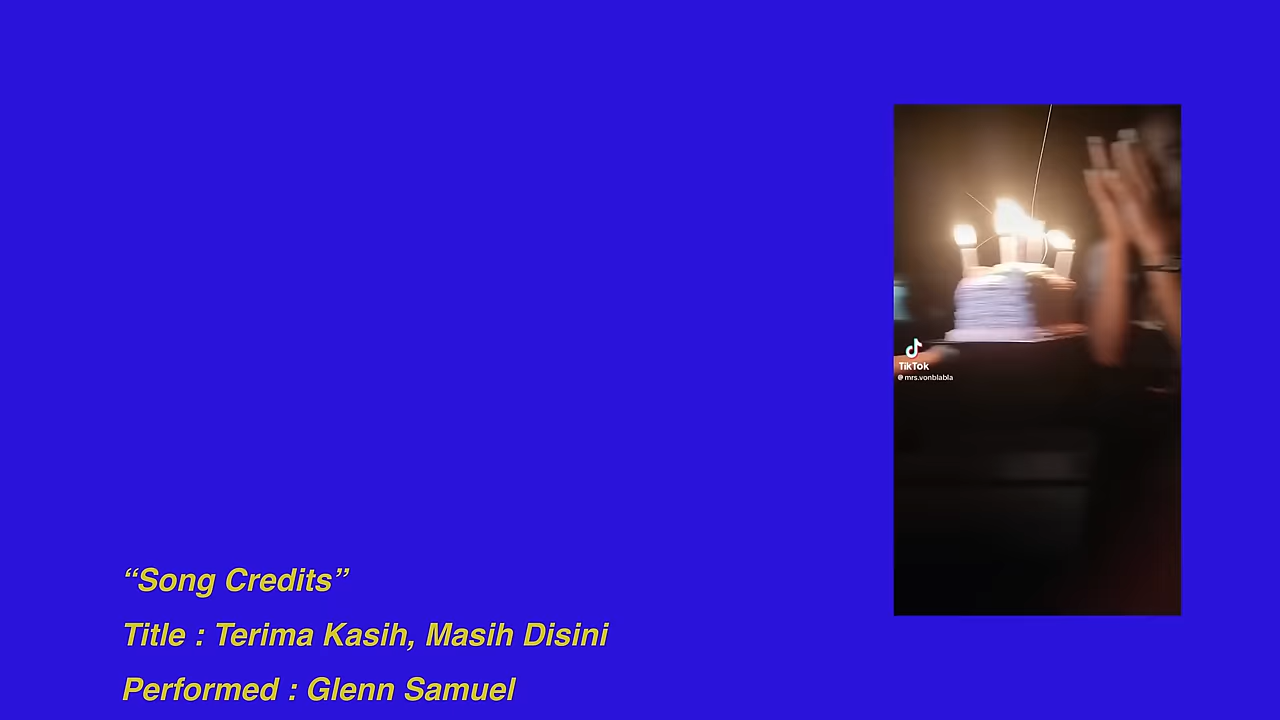 “Song Credits”
Title : Terima Kasih, Masih Disini
Performed : Glenn Samuel
TikTok
@mrs.vonblabla